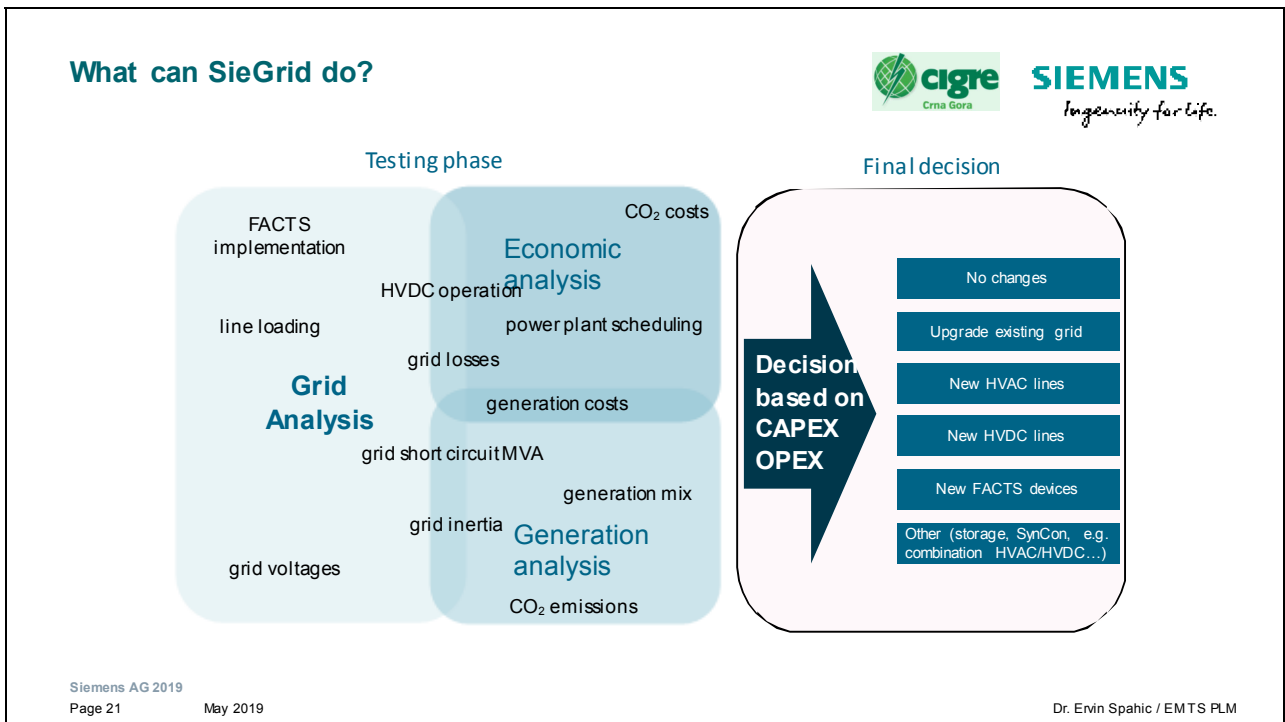 What can SieGrid do?
cigre
Crna Gora
SIEMENS
Ingenuity for life.
Testing phase
FACTS
implementation
CO₂ costs
Economic
analysis
HVDC operation
line loading
power plant scheduling
grid losses
Grid
Analysis
generation costs
grid short circuit MVA
generation mix
grid inertia
Generation
analysis
grid voltages
CO₂ emissions
Final decision
Decision
based on
CAPEX
OPEX
No changes
Upgrade existing grid
New HVAC lines
New HVDC lines
New FACTS devices
Other (storage, SynCon, e.g.
combination HVAC/HVDC…)
Siemens AG 2019
Page 21 May 2019 Dr. Ervin Spahic / EM TS PLM